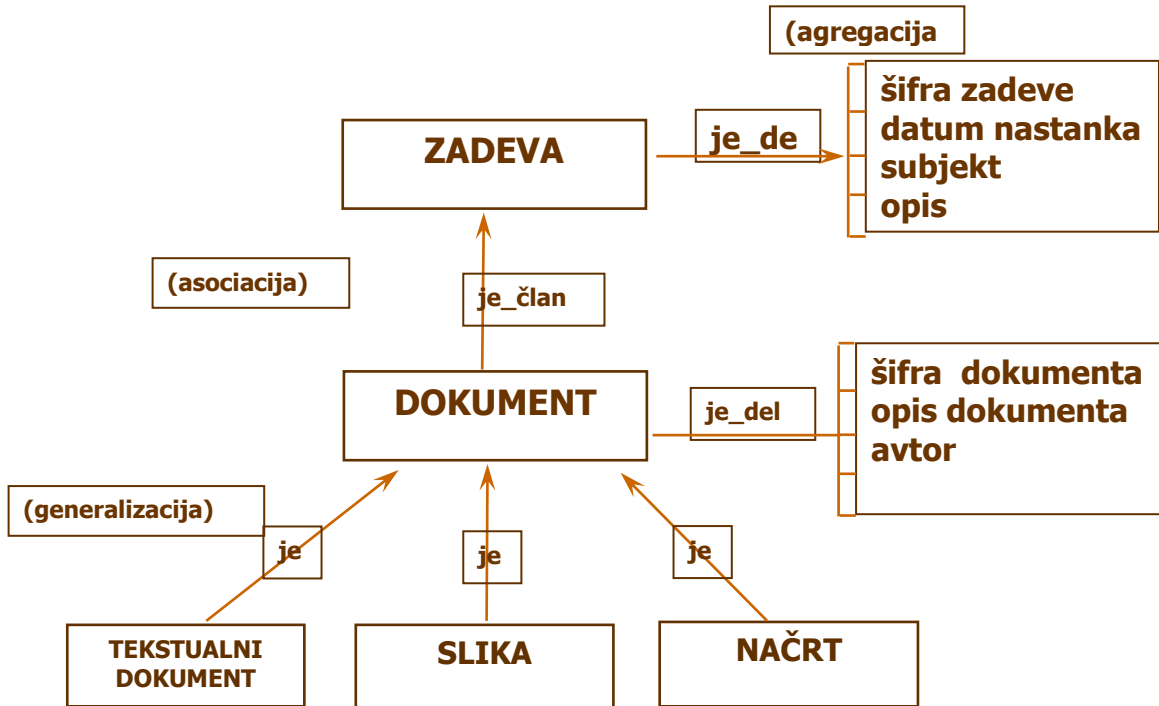 (agregacija
šifra zadeve
datum nastanka
subjekt
opis
je_de
ZADEVA
(asociacija)
je_član
DOKUMENT
je_del
šifra dokumenta
opis dokumenta
avtor
(generalizacija)
je
je
je
TEKSTUALNI
DOKUMENT
SLIKA
NAČRT